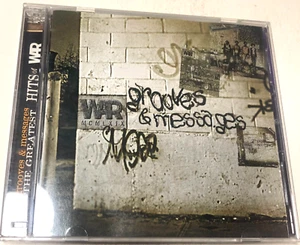 grooves & messages
THE GREATEST HITS of WAR
WAR
MCMLXIX
grooves
& messages